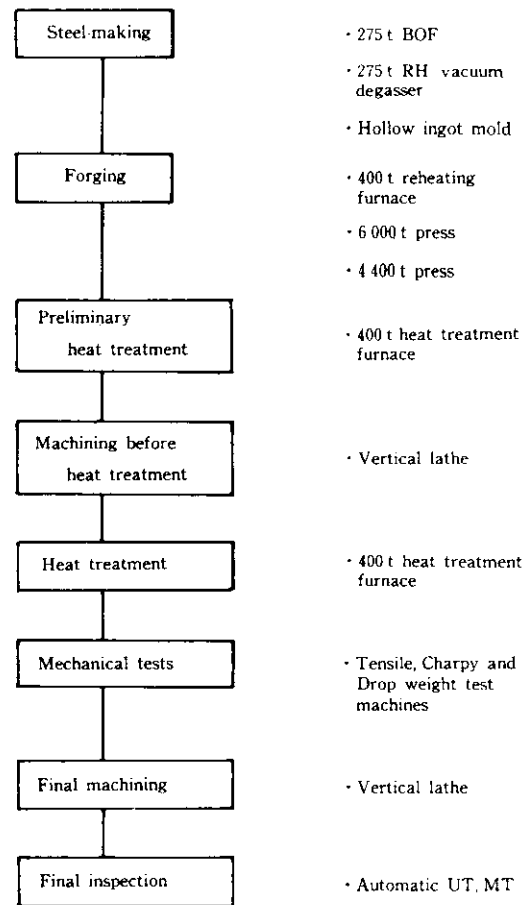 Steel-making
· 275 t BOF
· 275 t RH vacuum
degasser
· Hollow ingot mold
Forging
· 400 t reheating
furnace
· 6 000 t press
· 4 400 t press
Preliminary
heat treatment
· 400 t heat treatment
furnace
Machining before
heat treatment
· Vertical lathe
Heat treatment
· 400 t heat treatment
furnace
Mechanical tests
· Tensile, Charpy and
Drop weight test
machines
Final machining
· Vertical lathe
Final inspection
· Automatic UT, MT